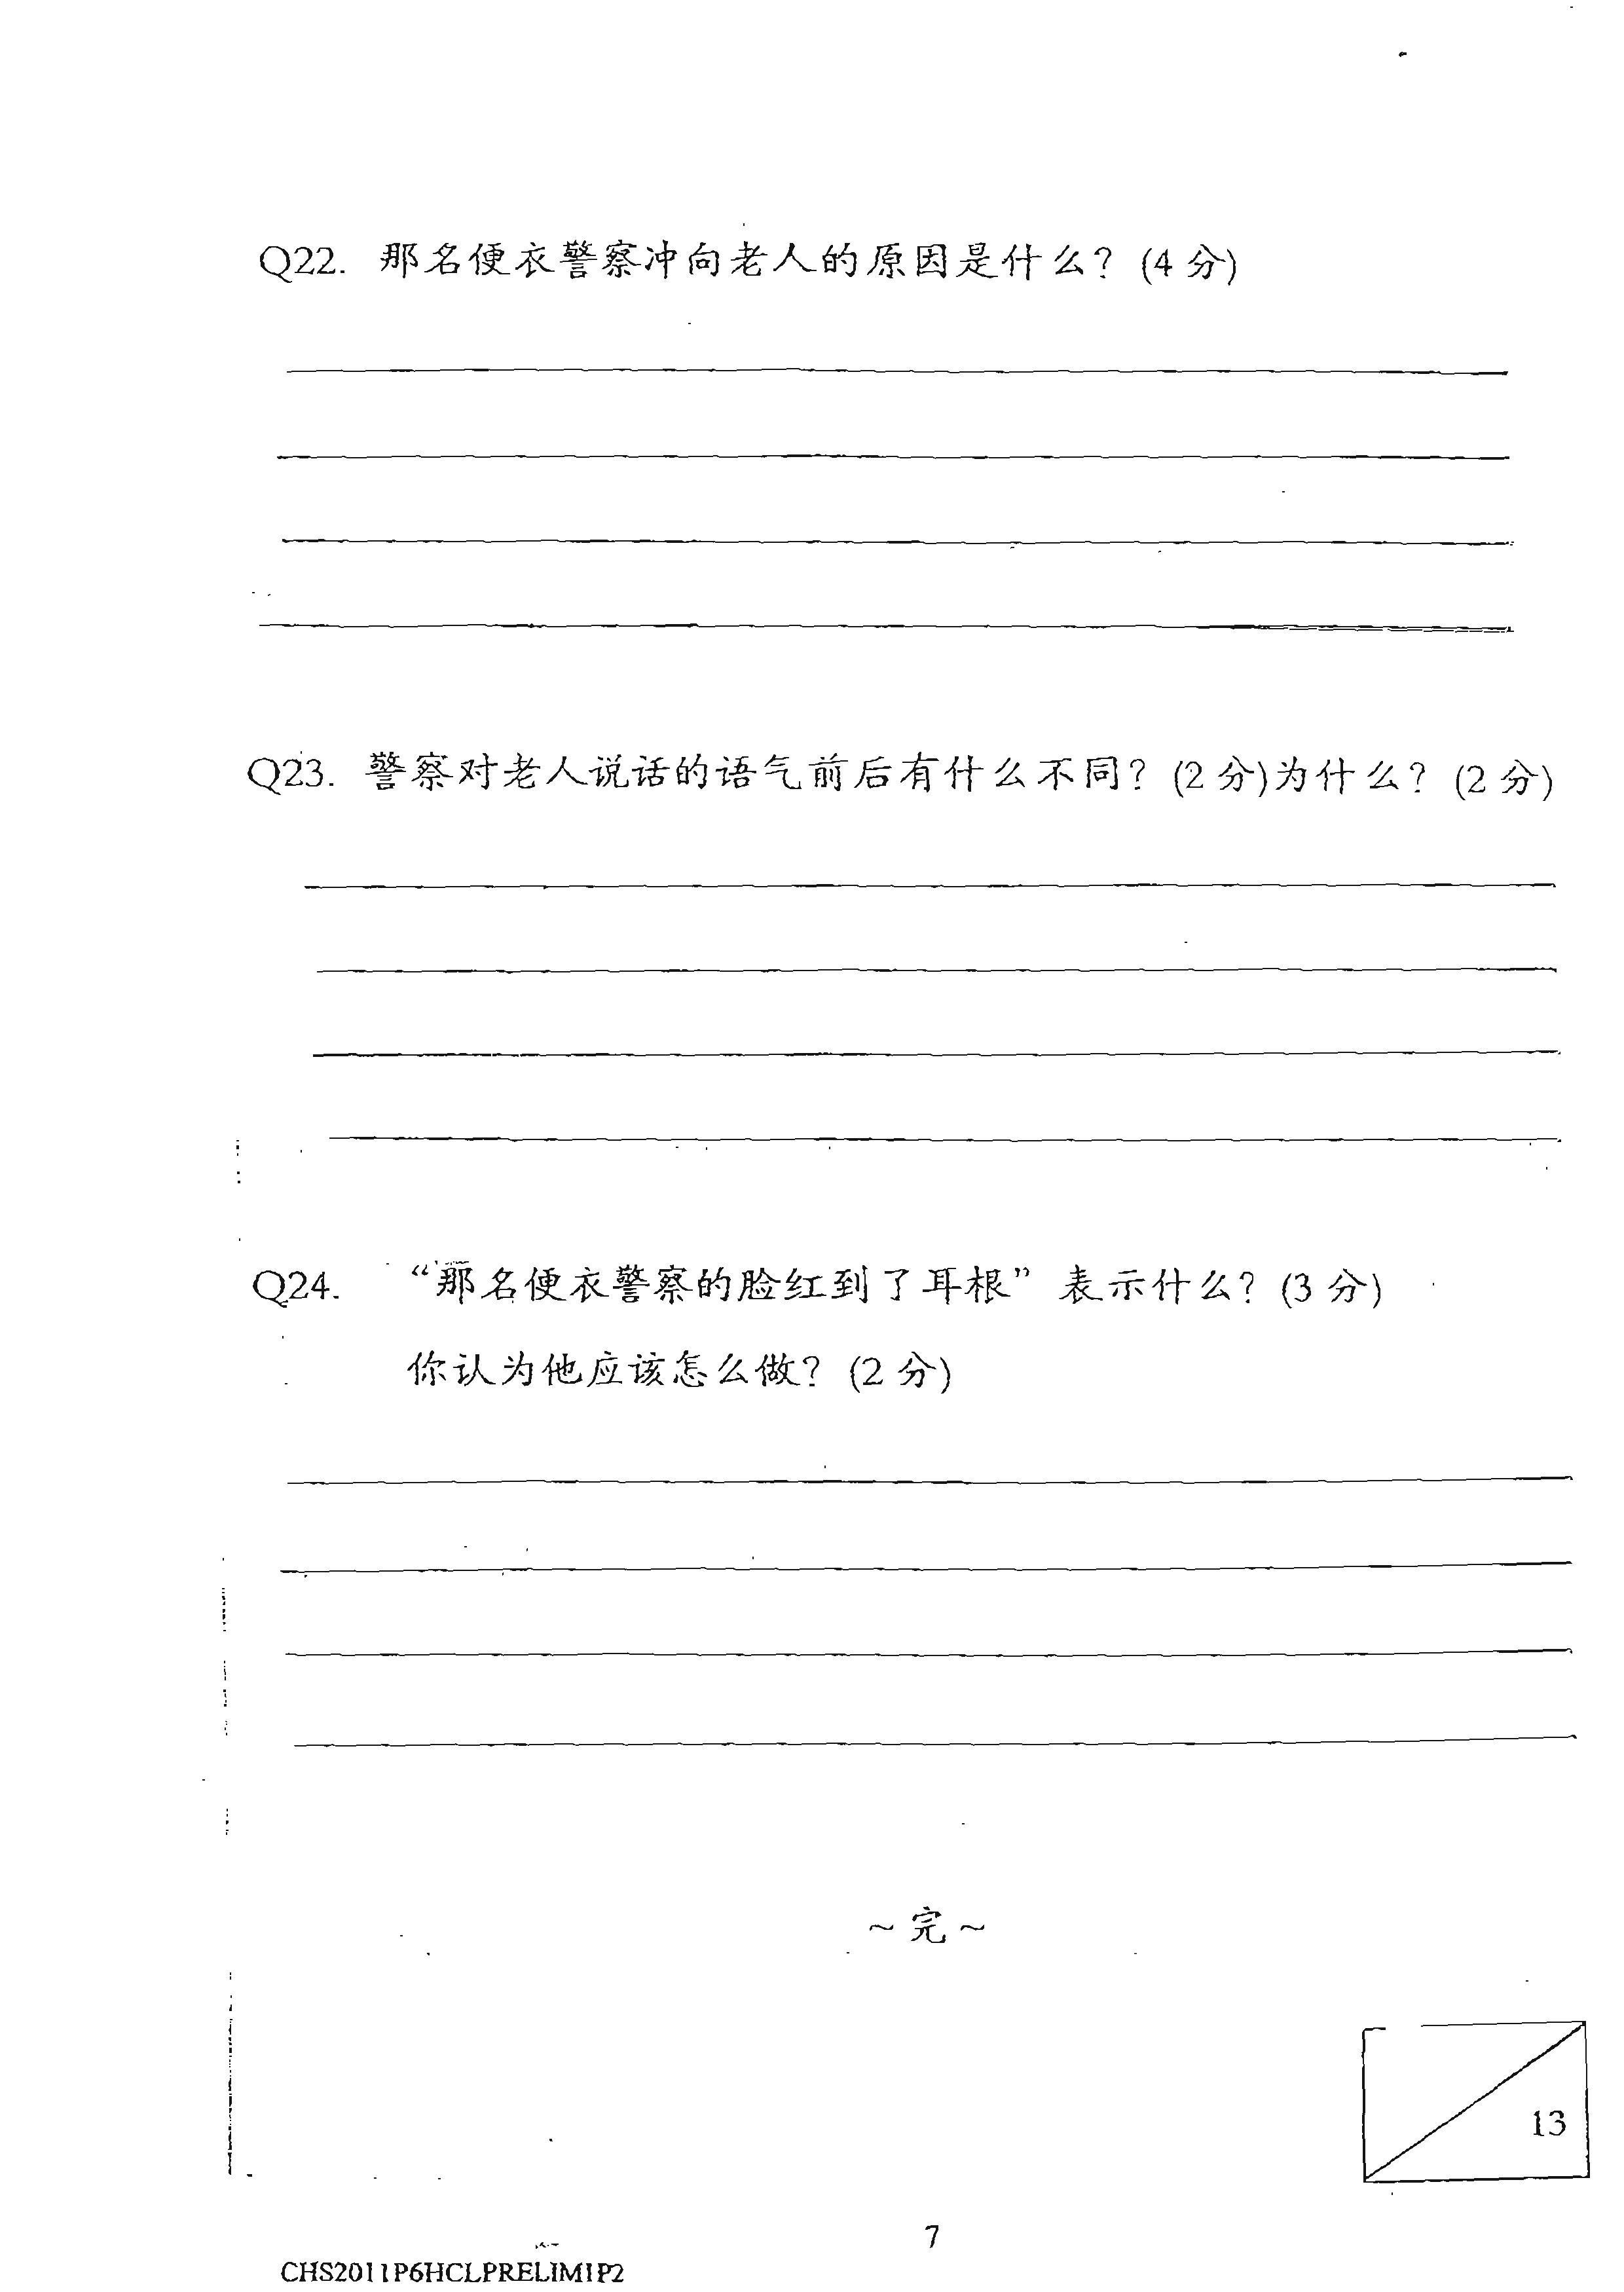 Q22. 那名便衣警察冲向老人的原因是什么? (4 分)
Q23. 警察对老人说话的语气前后有什么不同? (2 分)为什么? (2 分)
Q24. “那名便衣警察的脸红到了耳根” 表示什么? (3 分)
你认为他应该怎么做? (2 分)
~ 完 ~
13
7
CHS2011P6HCLPRELIM1P2